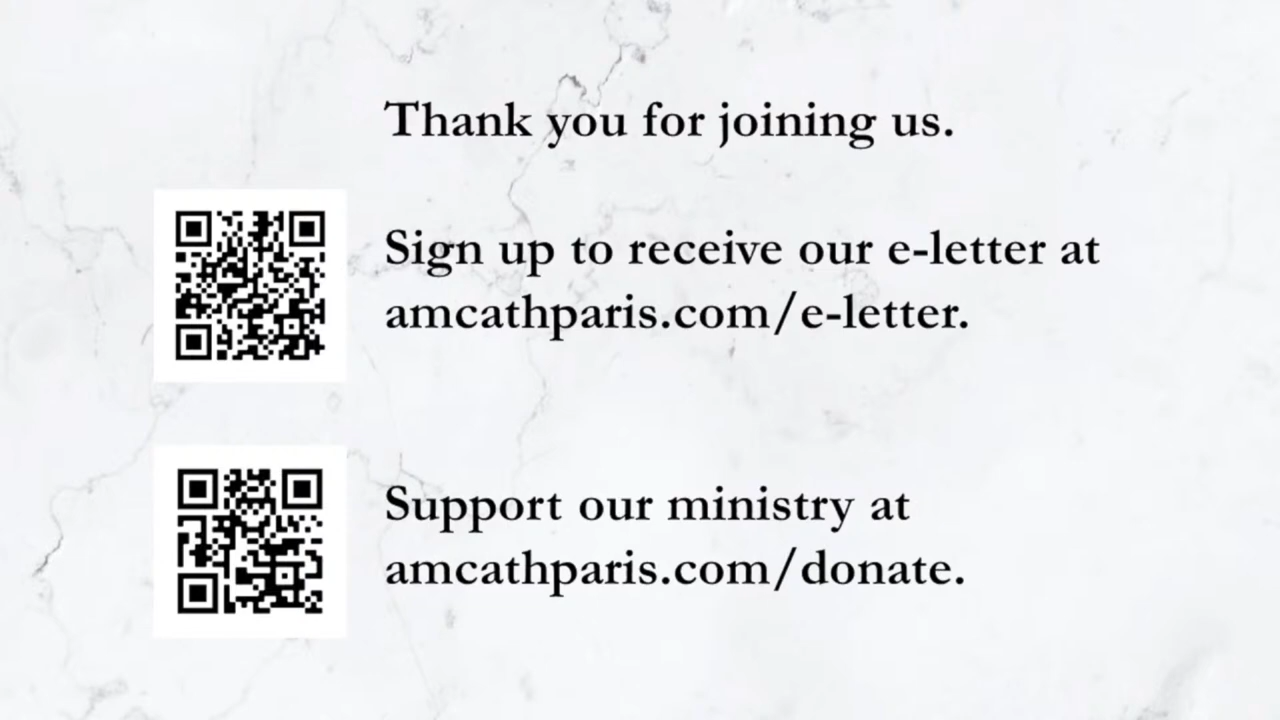 Thank you for joining us.
Sign up to receive our e-letter at
amcathparis.com/e-letter.
Support our ministry at
amcathparis.com/donate.